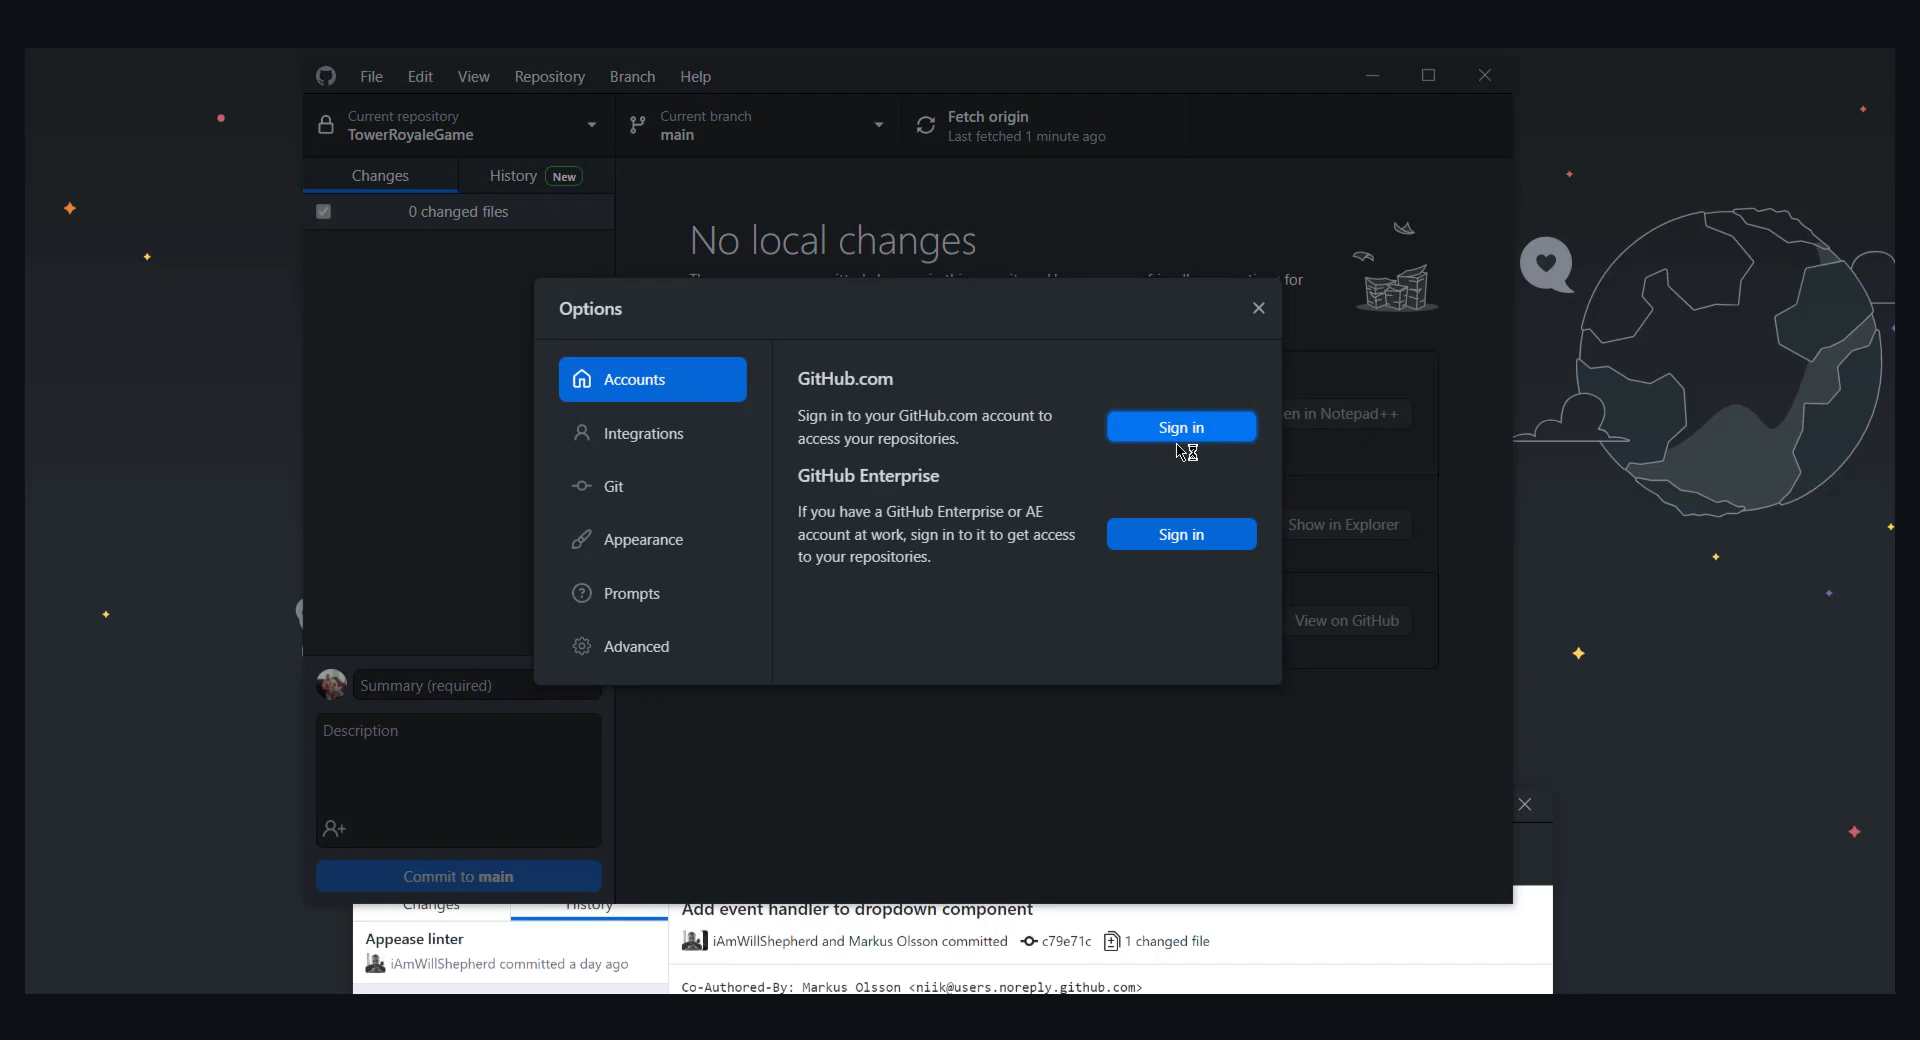 File Edit View Repository Branch Help
Current repository
TowerRoyaleGame
Current branch
main
Fetch origin
Last fetched 1 minute ago
Changes
History New
0 changed files
No local changes
for
Options
Accounts
Integrations
Git
Appearance
Prompts
Advanced
GitHub.com
Sign in to your GitHub.com account to
access your repositories.
Sign in
GitHub Enterprise
If you have a GitHub Enterprise or AE
account at work, sign in to it to get access
to your repositories.
Sign in
en in Notepad++
Show in Explorer
View on GitHub
Summary (required)
Description
Commit to main
Changes
History
Appease linter
iAmWillShepherd committed a day ago
Add event handler to dropdown component
iAmWillShepherd and Markus Olsson committed c79e71c 1 changed file
Co-Authored-By: Markus Olsson <niik@users.noreply.github.com>